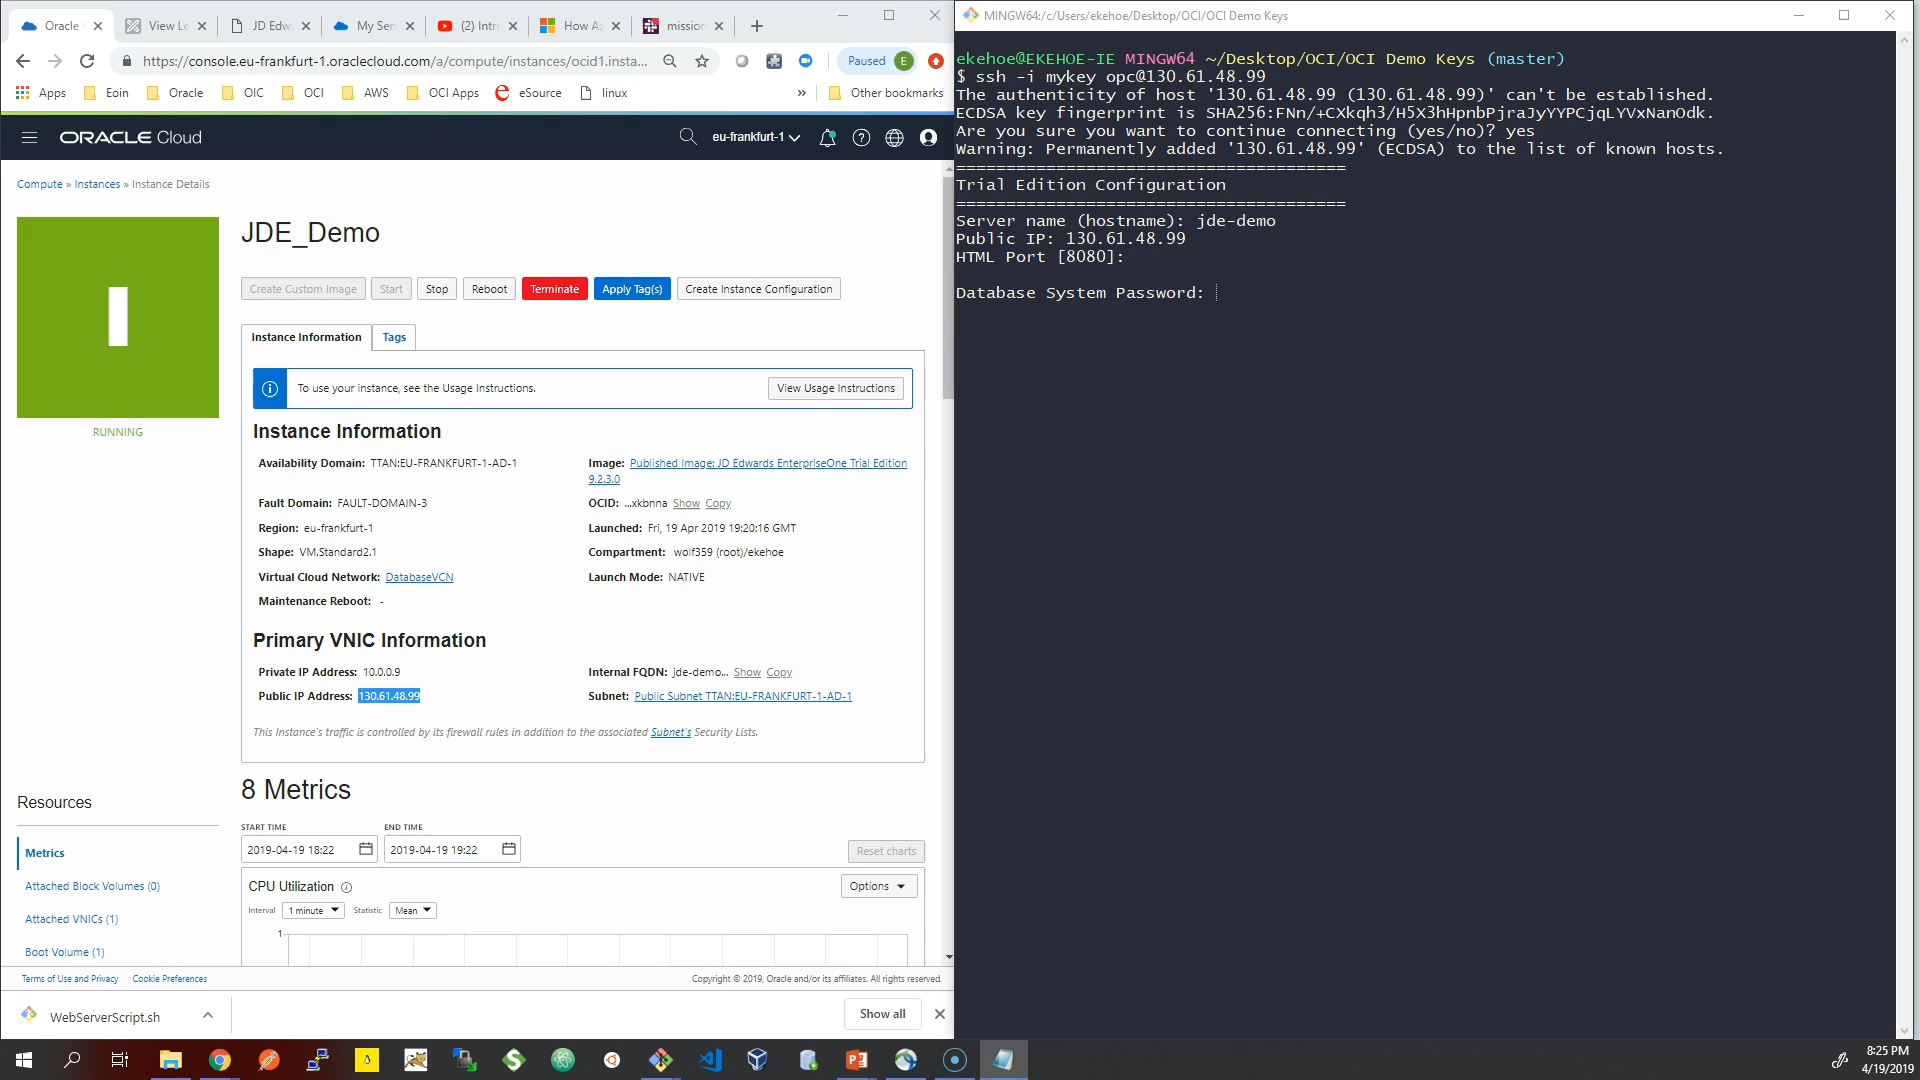 Oracle
View Le
JD Edw
My Ser
(2) Intr
How A
mission
https://console.eu-frankfurt-1.oraclecloud.com/a/compute/instances/ocid1.insta...
Paused
E
Apps
Eoin
Oracle
OIC
OCI
AWS
OCI Apps
eSource
linux
»
Other bookmarks
ORACLE Cloud
eu-frankfurt-1
Compute » Instances » Instance Details
I
RUNNING
JDE_Demo
Create Custom Image
Start
Stop
Reboot
Terminate
Apply Tag(s)
Create Instance Configuration
Instance Information
Tags
To use your instance, see the Usage Instructions.
View Usage Instructions
Instance Information
Availability Domain: TTAN:EU-FRANKFURT-1-AD-1
Fault Domain: FAULT-DOMAIN-3
Region: eu-frankfurt-1
Shape: VM.Standard2.1
Virtual Cloud Network: DatabaseVCN
Maintenance Reboot: -
Image: Published Image: JD Edwards EnterpriseOne Trial Edition
9.2.3.0
OCID: ...xkbnna Show Copy
Launched: Fri, 19 Apr 2019 19:20:16 GMT
Compartment: wolf359 (root)/ekehoe
Launch Mode: NATIVE
Primary VNIC Information
Private IP Address: 10.0.0.9
Public IP Address: 130.61.48.99
Internal FQDN: jde-demo... Show Copy
Subnet: Public Subnet TTAN:EU-FRANKFURT-1-AD-1
This Instance's traffic is controlled by its firewall rules in addition to the associated Subnet's Security Lists.
Resources
Metrics
Attached Block Volumes (0)
Attached VNICs (1)
Boot Volume (1)
8 Metrics
START TIME
END TIME
2019-04-19 18:22
2019-04-19 19:22
Reset charts
CPU Utilization
Options
Interval
1 minute
Statistic
Mean
1
Terms of Use and Privacy
Cookie Preferences
Copyright © 2019, Oracle and/or its affiliates. All rights reserved.
WebServerScript.sh
Show all
MINGW64:/c/Users/ekehoe/Desktop/OCI/OCI Demo Keys
ekehoe@EKEHOE-IE MINGW64 ~/Desktop/OCI/OCI Demo Keys (master)
$ ssh -i mykey opc@130.61.48.99
The authenticity of host '130.61.48.99 (130.61.48.99)' can't be established.
ECDSA key fingerprint is SHA256:FNn/+CXkqh3/H5X3hHpnbPjraJyYYPCjqLYVxNanOdk.
Are you sure you want to continue connecting (yes/no)? yes
Warning: Permanently added '130.61.48.99' (ECDSA) to the list of known hosts.
=======================================
Trial Edition Configuration
=======================================
Server name (hostname): jde-demo
Public IP: 130.61.48.99
HTML Port [8080]:
Database System Password:
8:25 PM
4/19/2019